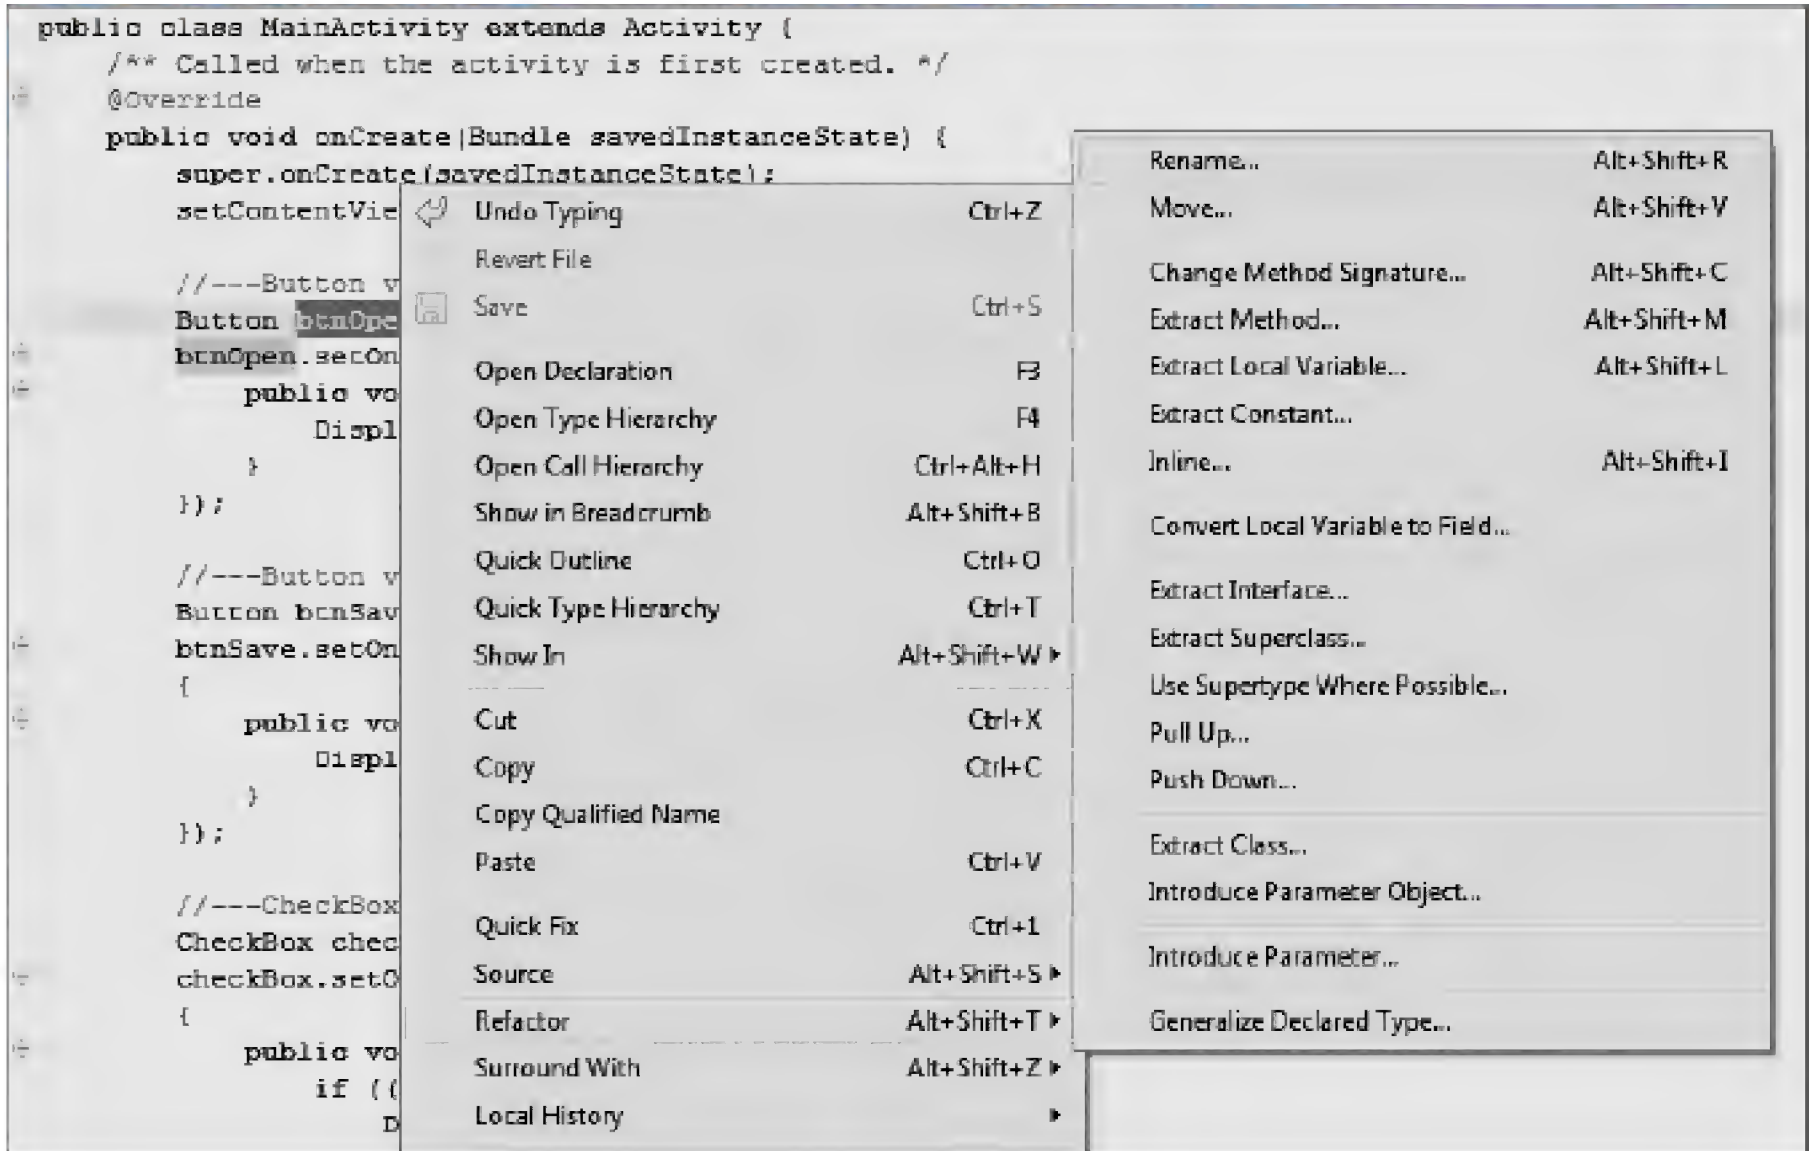 public class MainActivity extends Activity {
/** Called when the activity is first created. */
@Override
public void onCreate(Bundle savedInstanceState) {
super.onCreate(savedInstanceState);
setContentVie
//---Button v
Button btnOpe
btnOpen.setOn
public vo
Displ
}
});
//---Button v
Button btnSav
btnSave.setOn
{
public vo
Displ
}
});
//---CheckBox
CheckBox chec
checkBox.setO
{
public vo
if ((
D
Undo Typing Ctrl+Z
Revert File
Save Ctrl+S
Open Declaration F3
Open Type Hierarchy F4
Open Call Hierarchy Ctrl+Alt+H
Show in Breadcrumb Alt+Shift+B
Quick Outline Ctrl+O
Quick Type Hierarchy Ctrl+T
Show In Alt+Shift+W
Cut Ctrl+X
Copy Ctrl+C
Copy Qualified Name
Paste Ctrl+V
Quick Fix Ctrl+1
Source Alt+Shift+S
Refactor Alt+Shift+T
Surround With Alt+Shift+Z
Local History
Rename... Alt+Shift+R
Move... Alt+Shift+V
Change Method Signature... Alt+Shift+C
Extract Method... Alt+Shift+M
Extract Local Variable... Alt+Shift+L
Extract Constant...
Inline... Alt+Shift+I
Convert Local Variable to Field...
Extract Interface...
Extract Superclass...
Use Supertype Where Possible...
Pull Up...
Push Down...
Extract Class...
Introduce Parameter Object...
Introduce Parameter...
Generalize Declared Type...